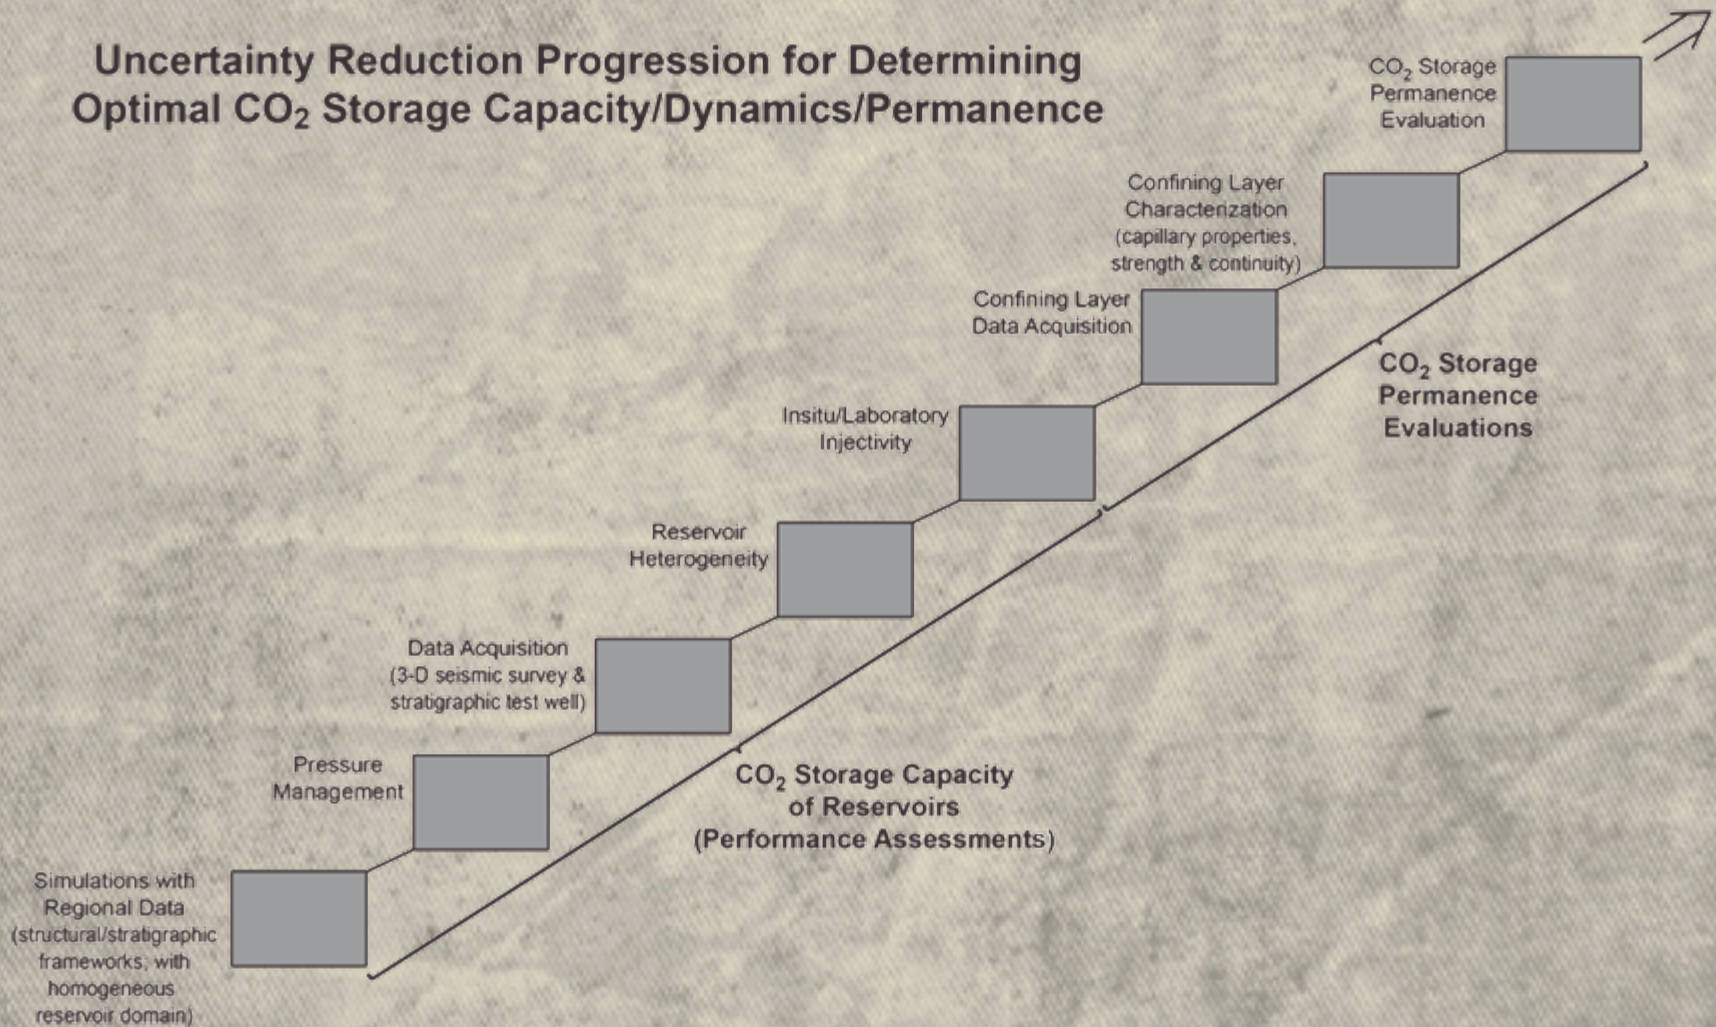 Uncertainty Reduction Progression for Determining
Optimal CO₂ Storage Capacity/Dynamics/Permanence
CO₂ Storage
Permanence
Evaluation
Confining Layer
Characterization
(capillary properties,
strength & continuity)
Confining Layer
Data Acquisition
CO₂ Storage
Permanence
Evaluations
Insitu/Laboratory
Injectivity
Reservoir
Heterogeneity
Data Acquisition
(3-D seismic survey &
stratigraphic test well)
Pressure
Management
CO₂ Storage Capacity
of Reservoirs
(Performance Assessments)
Simulations with
Regional Data
(structural/stratigraphic
frameworks; with
homogeneous
reservoir domain)